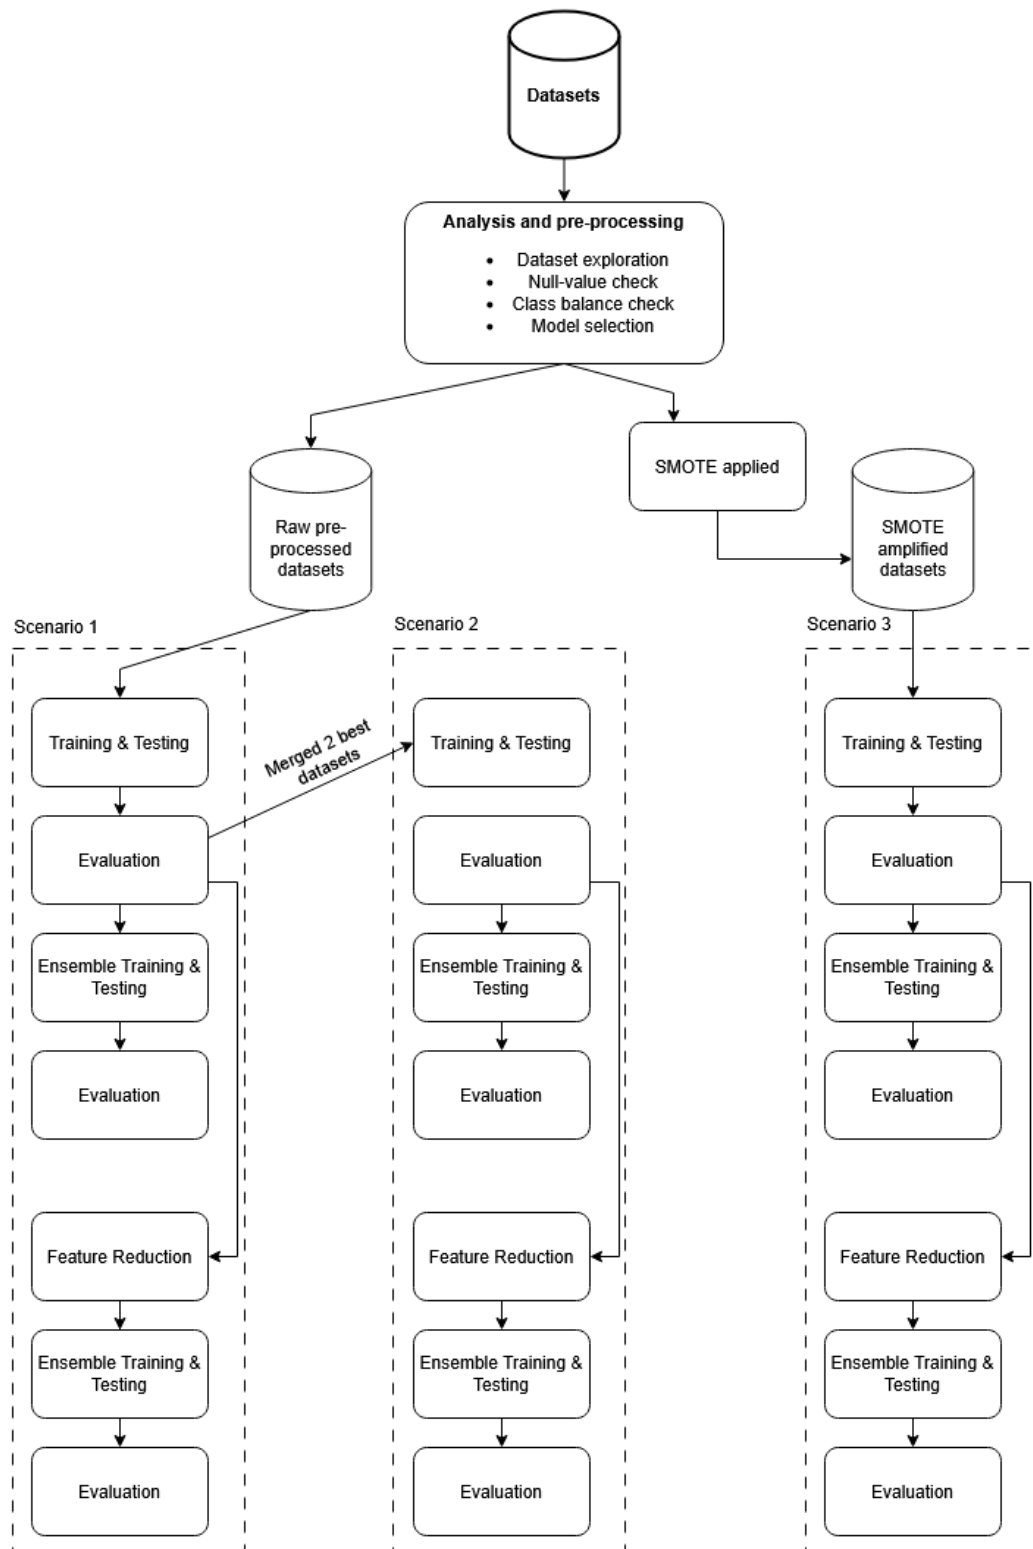 Datasets
Analysis and pre-processing
• Dataset exploration
• Null-value check
• Class balance check
• Model selection
SMOTE applied
Raw pre-
processed
datasets
SMOTE
amplified
datasets
Scenario 1
Scenario 2
Scenario 3
Training & Testing
Merged 2 best
datasets
Training & Testing
Training & Testing
Evaluation
Evaluation
Evaluation
Ensemble Training &
Testing
Ensemble Training &
Testing
Ensemble Training &
Testing
Evaluation
Evaluation
Evaluation
Feature Reduction
Feature Reduction
Feature Reduction
Ensemble Training &
Testing
Ensemble Training &
Testing
Ensemble Training &
Testing
Evaluation
Evaluation
Evaluation